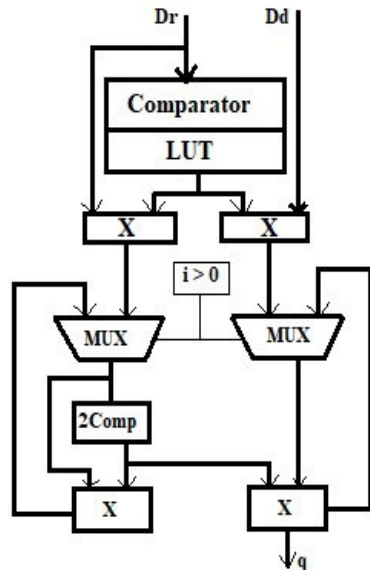 Dr Dd
Comparator
LUT
X X
i > 0
MUX MUX
2Comp
X X
q